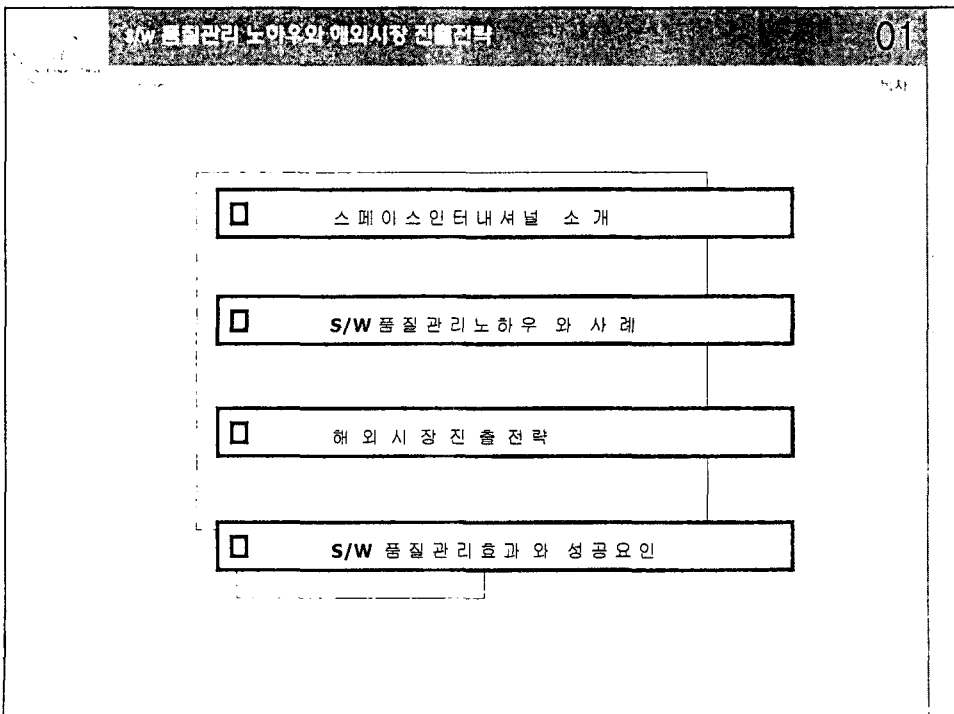 S/W 품질관리 노하우와 해외시장 진출전략
01
목차
스페이스인터내셔널 소개
S/W 품질관리노하우 와 사례
해외시장진출전략
S/W 품질관리효과 와 성공요인